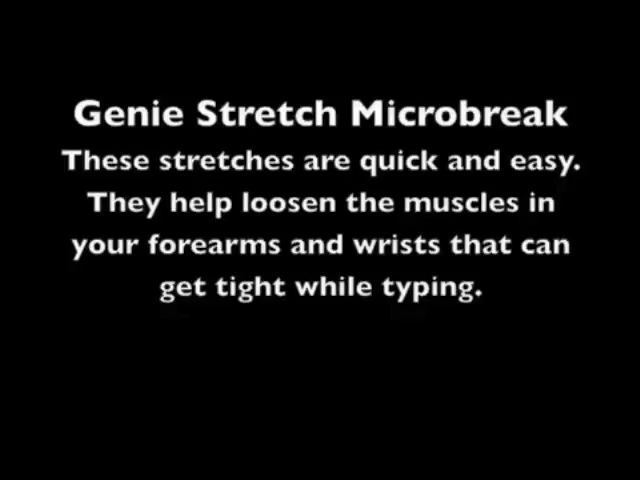 Genie Stretch Microbreak
These stretches are quick and easy.
They help loosen the muscles in
your forearms and wrists that can
get tight while typing.